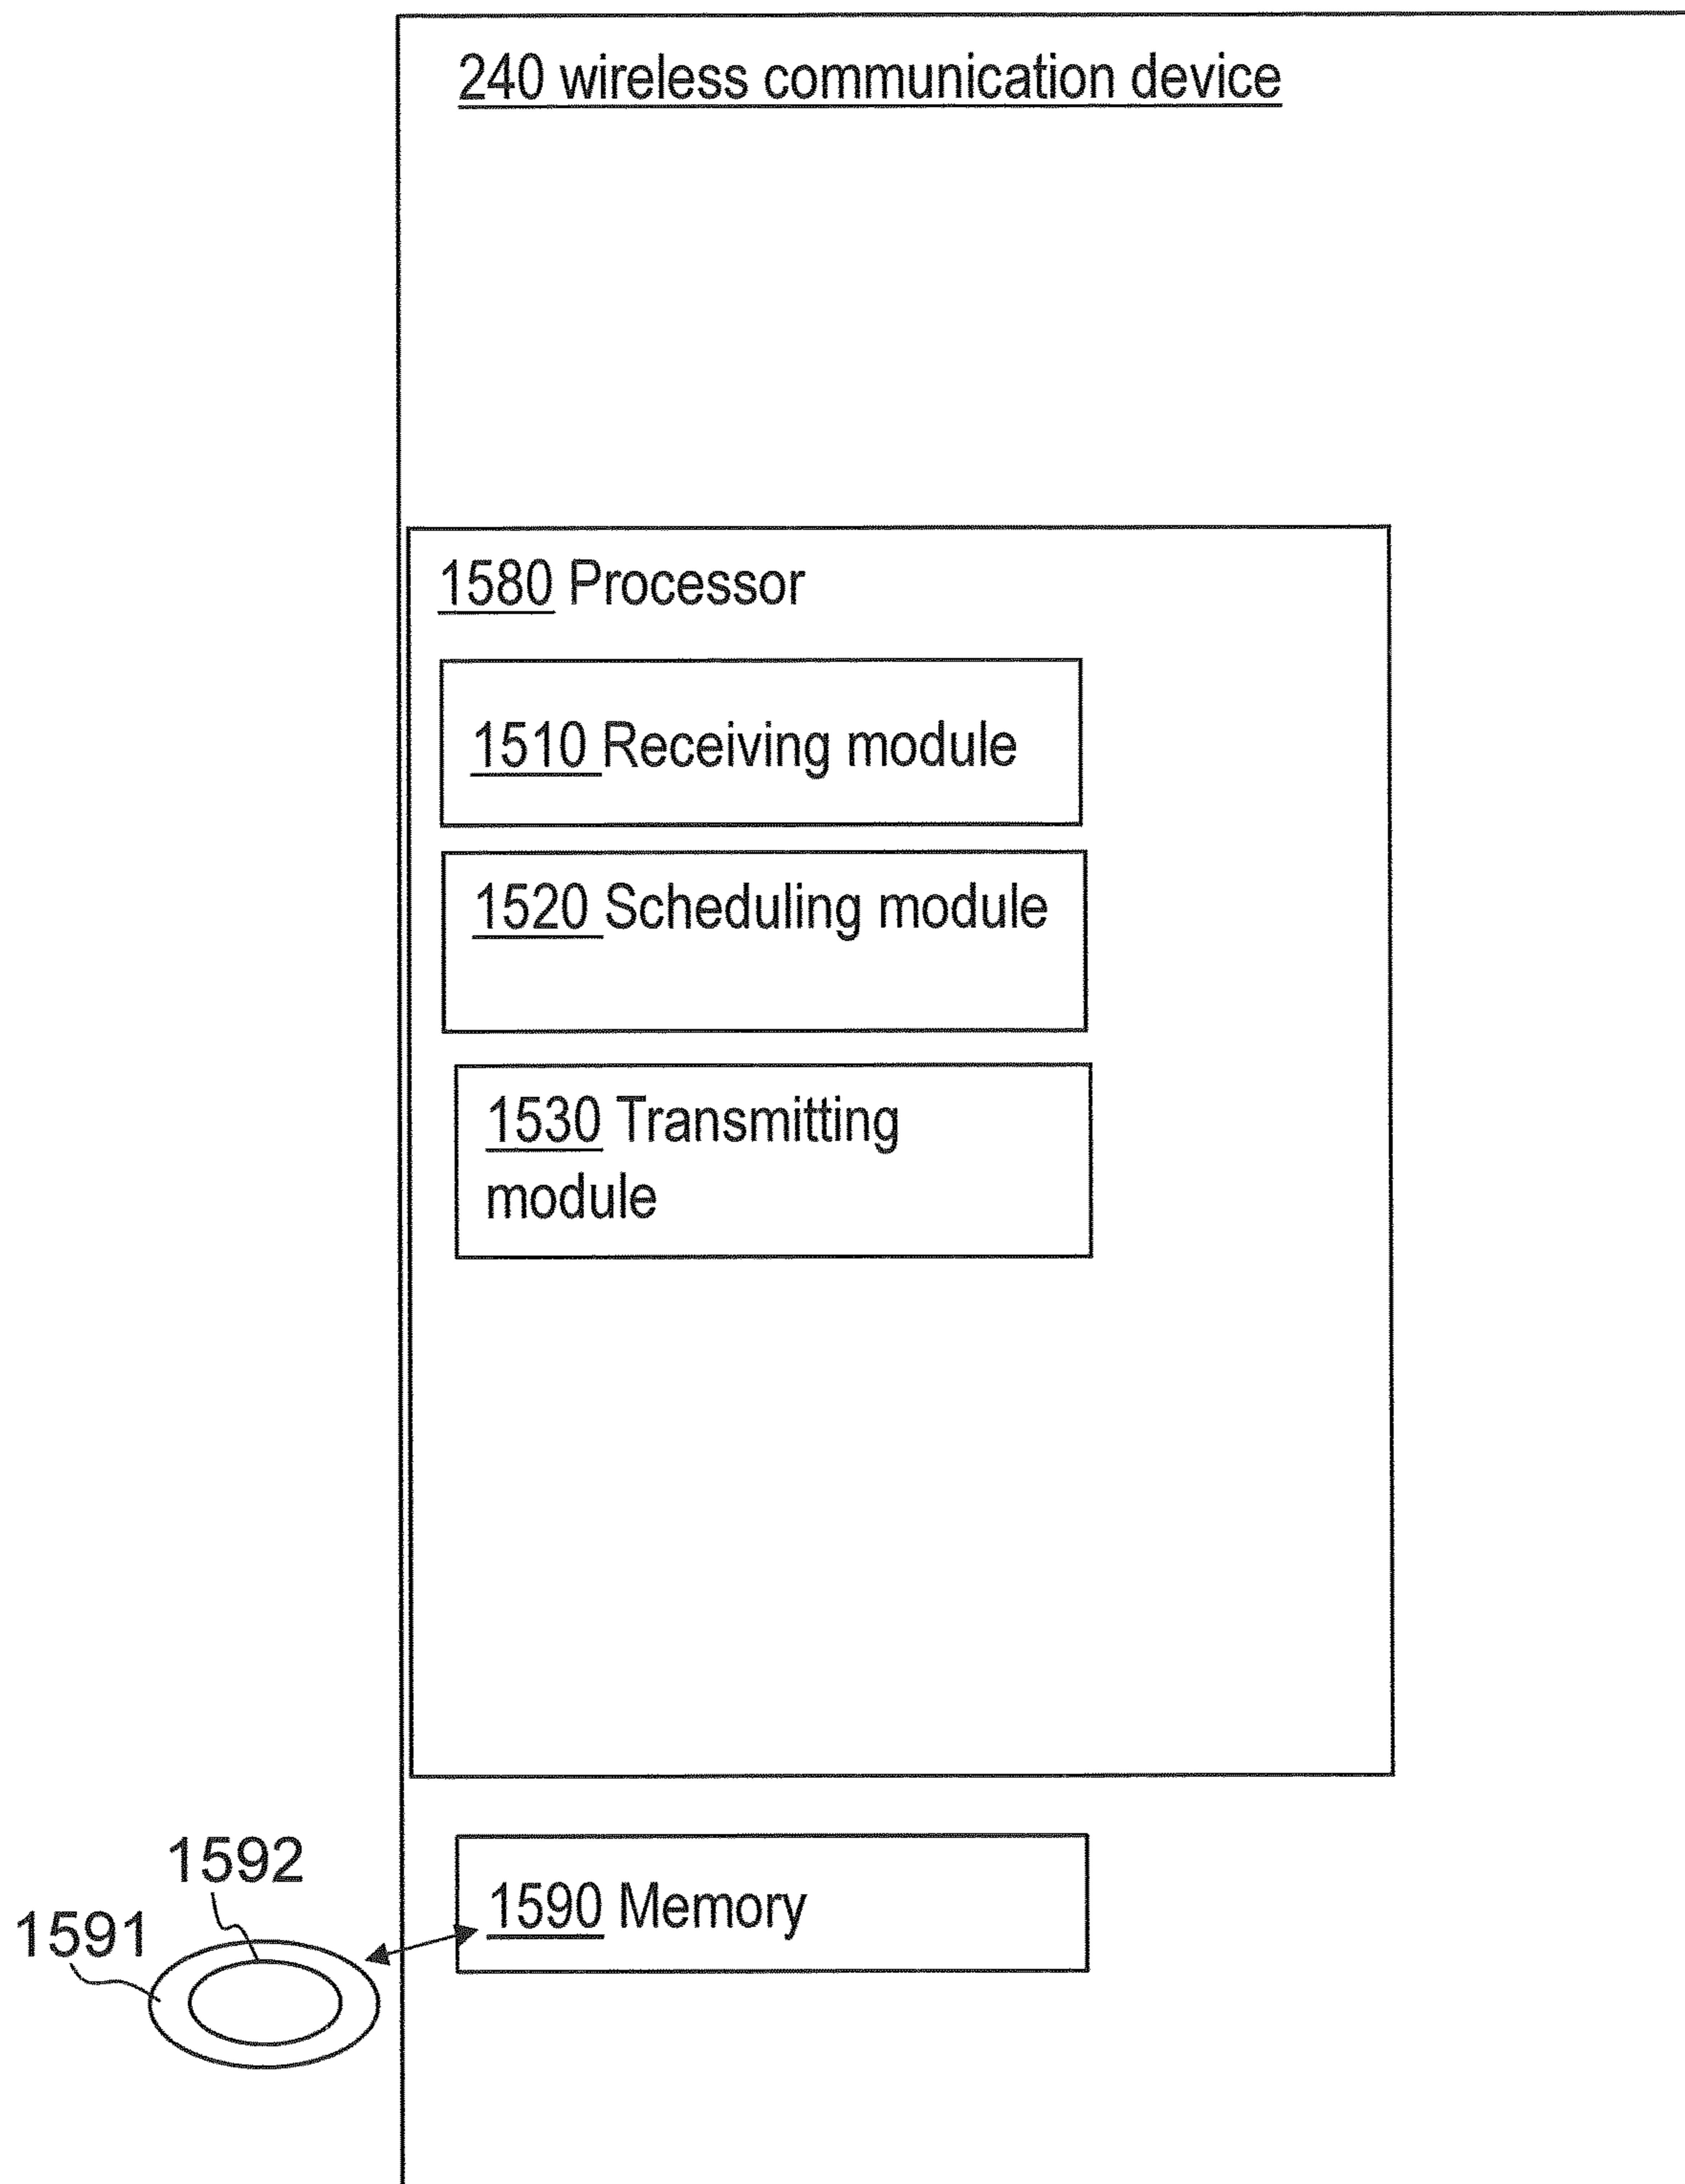 240 wireless communication device
1580 Processor
1510 Receiving module
1520 Scheduling module
1530 Transmitting
module
1592
1591
1590 Memory